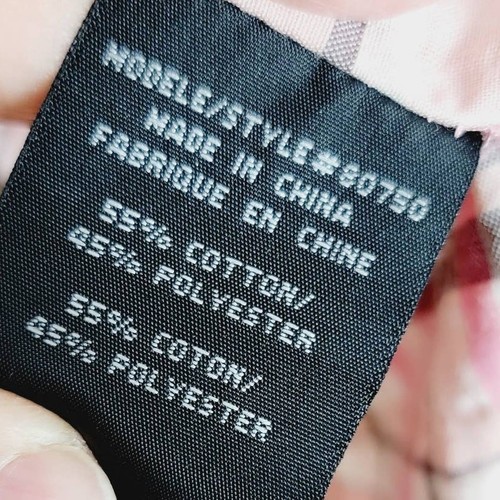 MODELE/STYLE#80750
MADE IN CHINA
FABRIQUE EN CHINE
55% COTTON/
45% POLYESTER
55% COTON/
45% POLYESTER